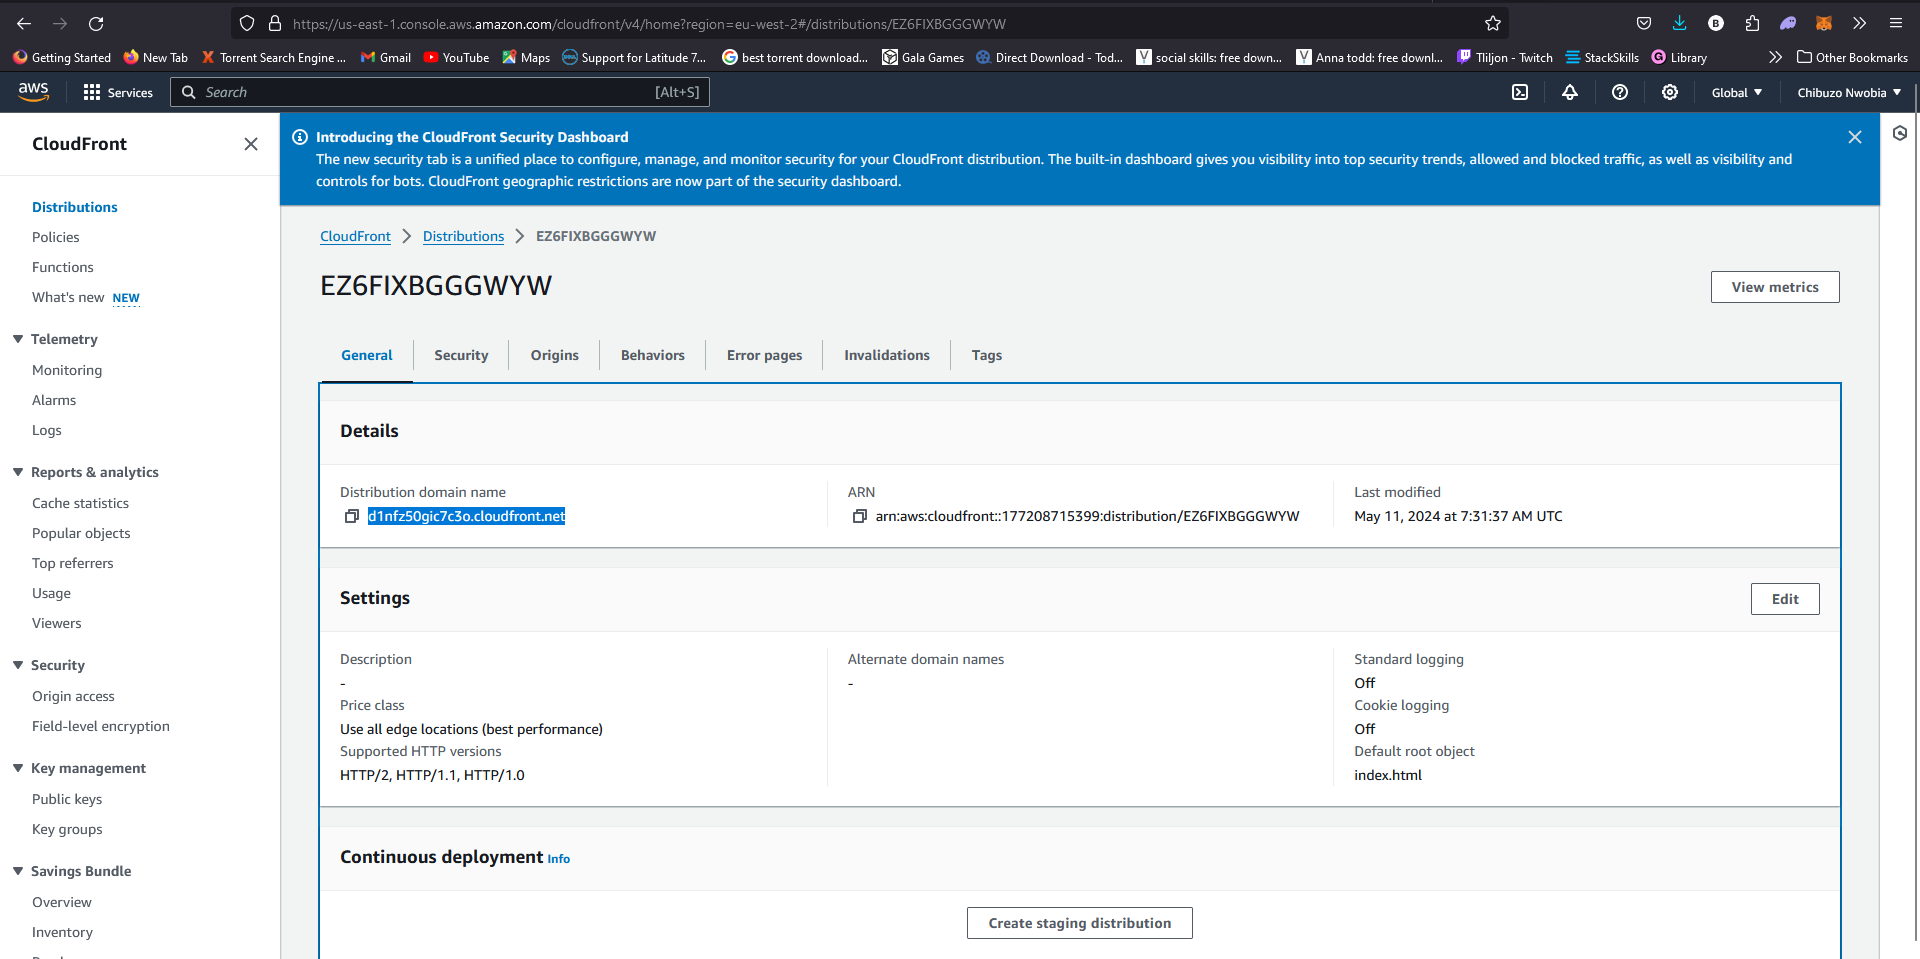 https://us-east-1.console.aws.amazon.com/cloudfront/v4/home?region=eu-west-2#/distributions/EZ6FIXBGGGWYW
Getting Started New Tab Torrent Search Engine ... Gmail YouTube Maps Support for Latitude 7... best torrent download... Gala Games Direct Download - Tod... social skills: free down... Anna todd: free downl... Tliljon - Twitch StackSkills Library Other Bookmarks
aws Services Search [Alt+S] Global Chibuzo Nwobia
CloudFront
Distributions
Policies
Functions
What's new NEW
Telemetry
Monitoring
Alarms
Logs
Reports & analytics
Cache statistics
Popular objects
Top referrers
Usage
Viewers
Security
Origin access
Field-level encryption
Key management
Public keys
Key groups
Savings Bundle
Overview
Inventory
Introducing the CloudFront Security Dashboard
The new security tab is a unified place to configure, manage, and monitor security for your CloudFront distribution. The built-in dashboard gives you visibility into top security trends, allowed and blocked traffic, as well as visibility and
controls for bots. CloudFront geographic restrictions are now part of the security dashboard.
CloudFront Distributions EZ6FIXBGGGWYW
EZ6FIXBGGGWYW
View metrics
General Security Origins Behaviors Error pages Invalidations Tags
Details
Distribution domain name
d1nfz50gic7c3o.cloudfront.net
ARN
arn:aws:cloudfront::177208715399:distribution/EZ6FIXBGGGWYW
Last modified
May 11, 2024 at 7:31:37 AM UTC
Settings
Edit
Description
-
Price class
Use all edge locations (best performance)
Supported HTTP versions
HTTP/2, HTTP/1.1, HTTP/1.0
Alternate domain names
-
Standard logging
Off
Cookie logging
Off
Default root object
index.html
Continuous deployment Info
Create staging distribution